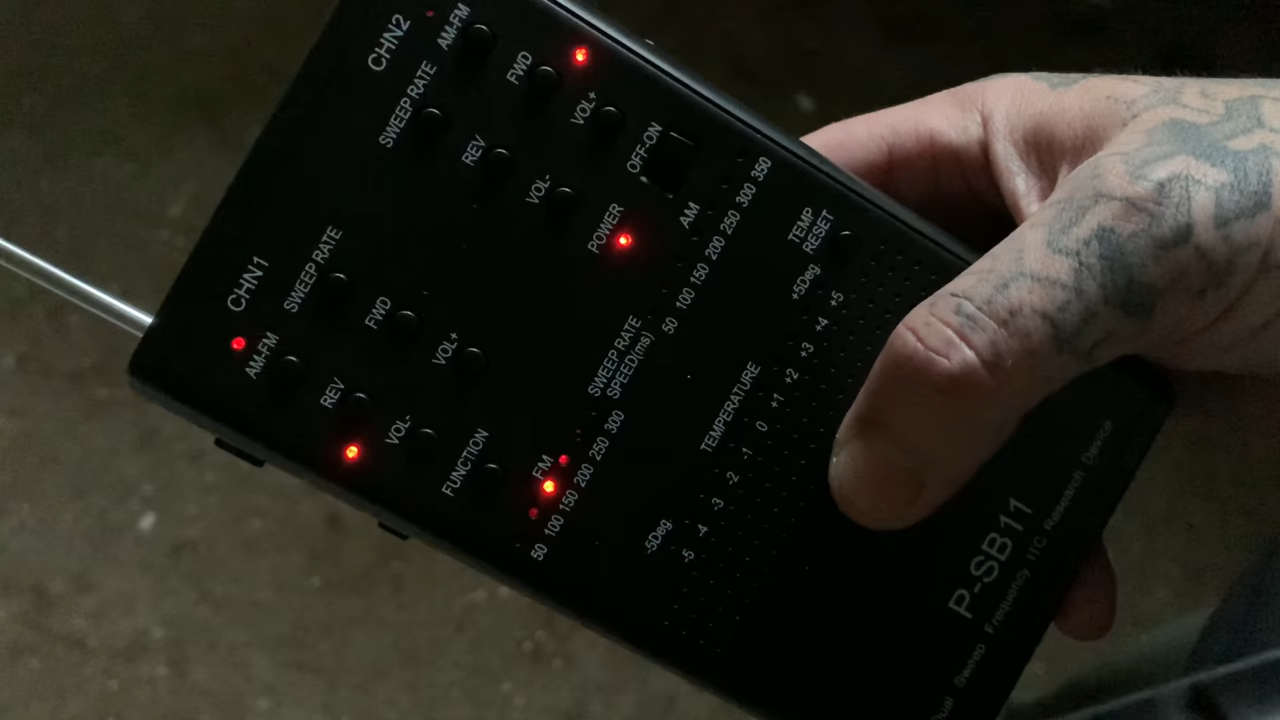 CHN2
AM-FM
SWEEP RATE
FWD
REV
VOL+
VOL-
OFF-ON
POWER
CHN1
SWEEP RATE
AM-FM
FWD
REV
VOL+
VOL-
FUNCTION
AM
50 100 150 200 250 300 350
SWEEP RATE
SPEED(ms)
FM
50 100 150 200 250 300
TEMP
RESET
TEMPERATURE
-5Deg. +5Deg.
-5 -4 -3 -2 -1 0 +1 +2 +3 +4 +5
P-SB11
Dual Sweep Frequency ITC Research Device